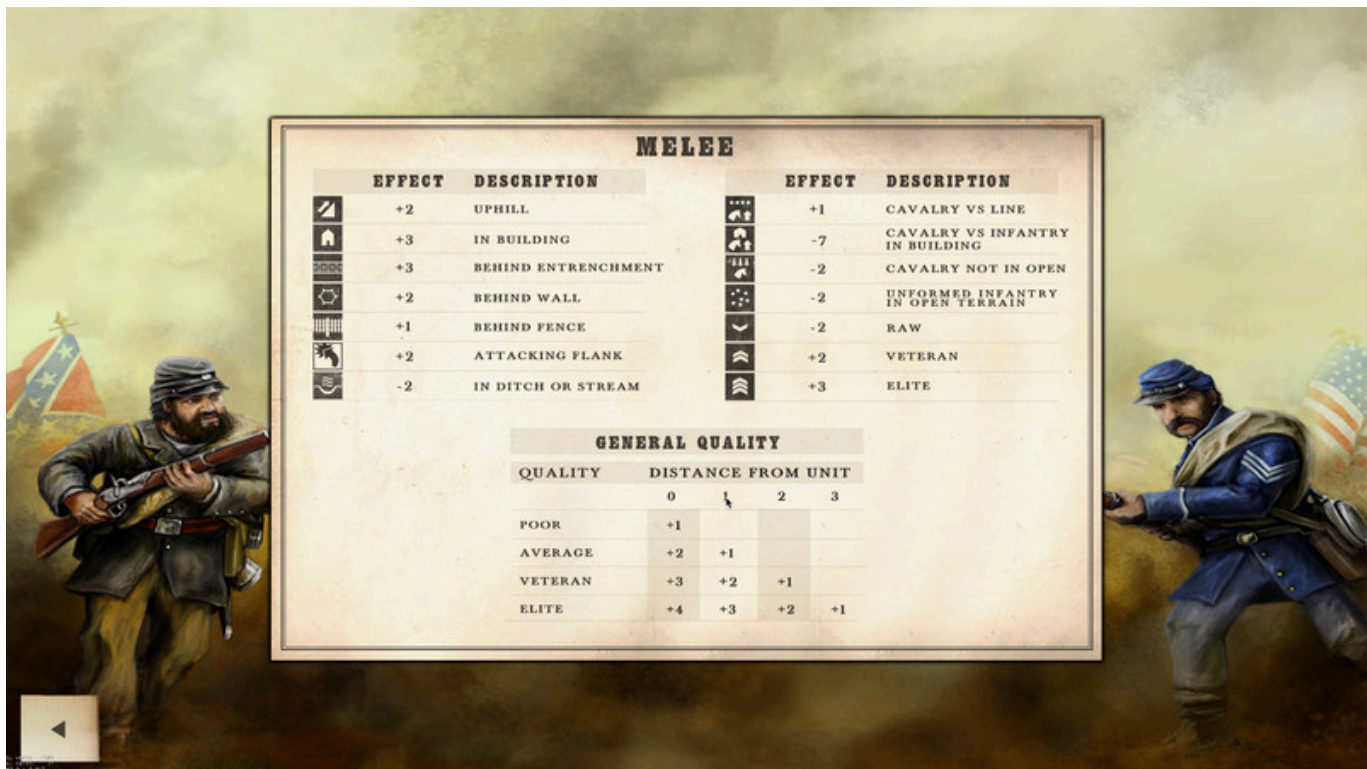 MELEE
EFFECT DESCRIPTION
+2 UPHILL
+3 IN BUILDING
+3 BEHIND ENTRENCHMENT
+2 BEHIND WALL
+1 BEHIND FENCE
+2 ATTACKING FLANK
-2 IN DITCH OR STREAM
EFFECT DESCRIPTION
+1 CAVALRY VS LINE
-7 CAVALRY VS INFANTRY
IN BUILDING
-2 CAVALRY NOT IN OPEN
-2 UNFORMED INFANTRY
IN OPEN TERRAIN
-2 RAW
+2 VETERAN
+3 ELITE
GENERAL QUALITY
QUALITY DISTANCE FROM UNIT
0 1 2 3
POOR +1
AVERAGE +2 +1
VETERAN +3 +2 +1
ELITE +4 +3 +2 +1